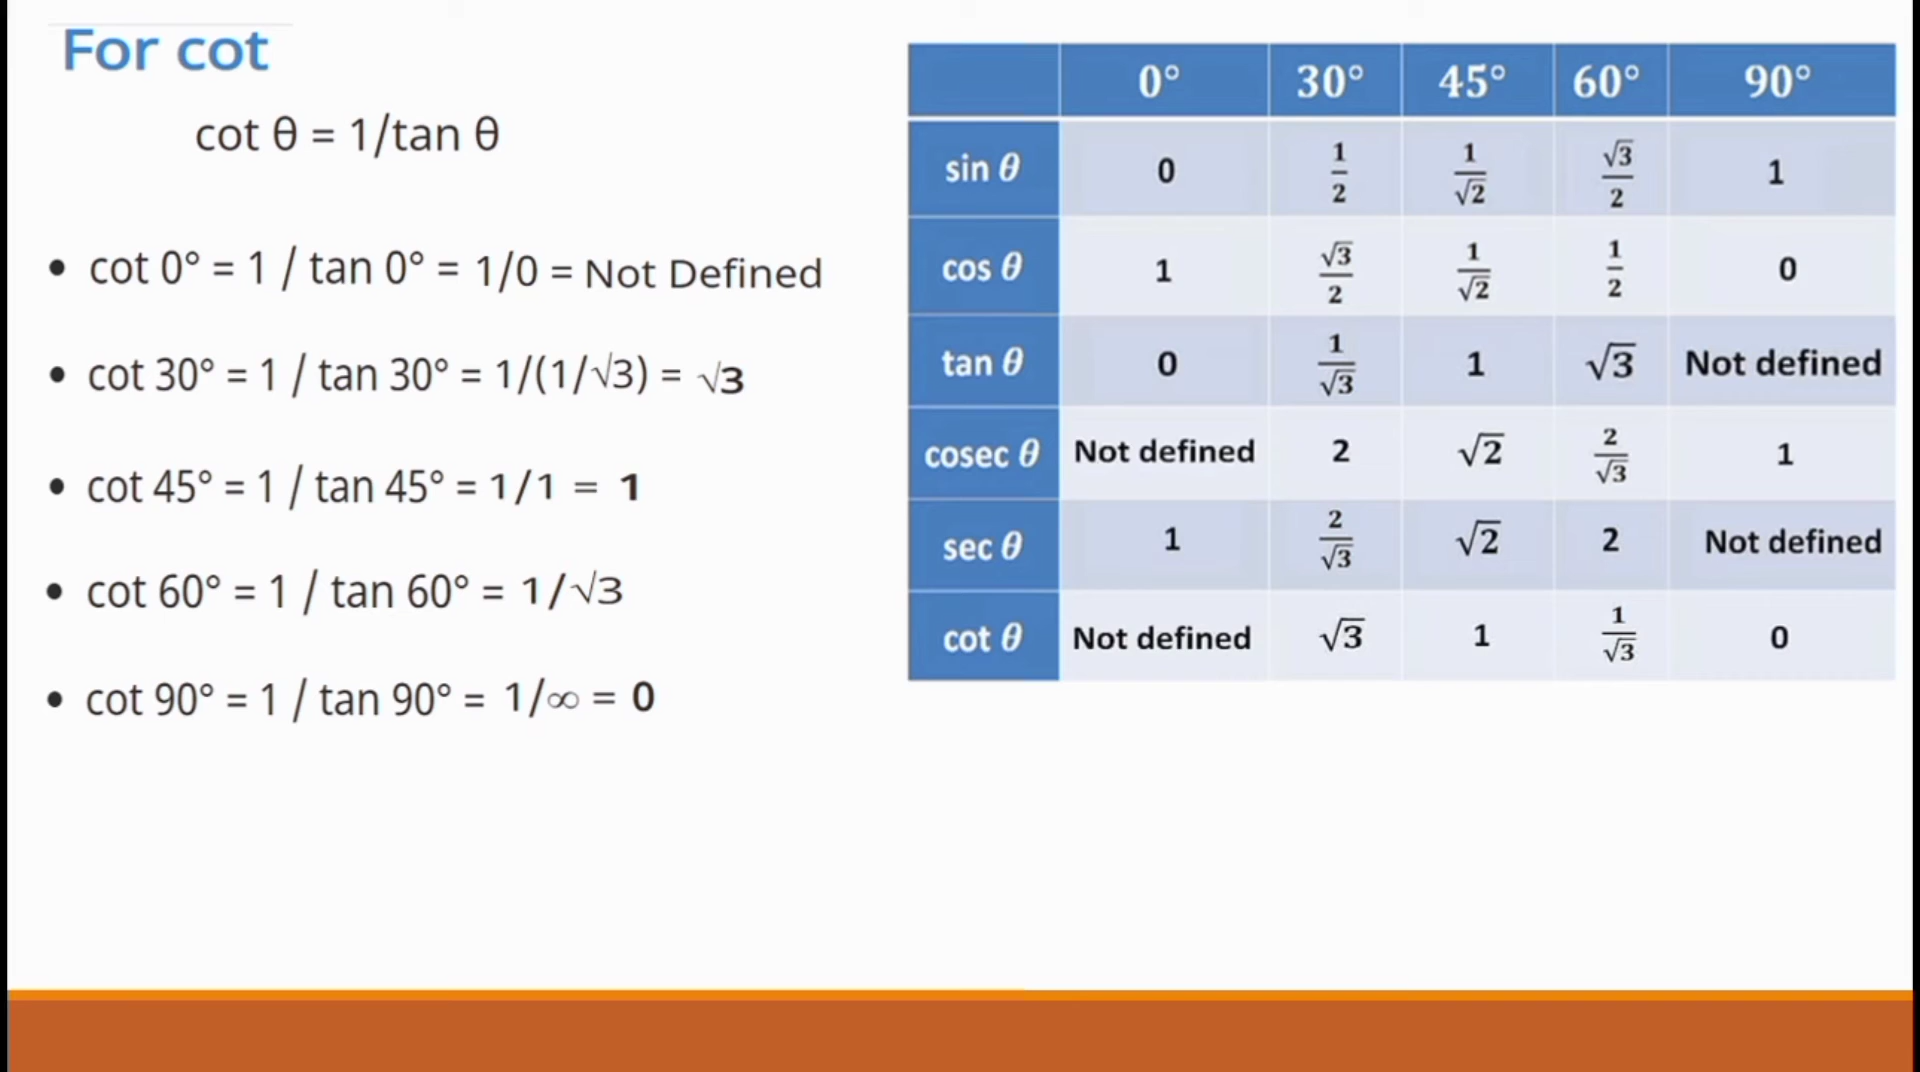 For cot
cot θ = 1/tan θ
• cot 0° = 1 / tan 0° = 1/0 = Not Defined
• cot 30° = 1 / tan 30° = 1/(1/√3) = √3
• cot 45° = 1 / tan 45° = 1/1 = 1
• cot 60° = 1 / tan 60° = 1/√3
• cot 90° = 1 / tan 90° = 1/∞ = 0
0° 30° 45° 60° 90°
sin θ 0 1/2 1/√2 √3/2 1
cos θ 1 √3/2 1/√2 1/2 0
tan θ 0 1/√3 1 √3 Not defined
cosec θ Not defined 2 √2 2/√3 1
sec θ 1 2/√3 √2 2 Not defined
cot θ Not defined √3 1 1/√3 0